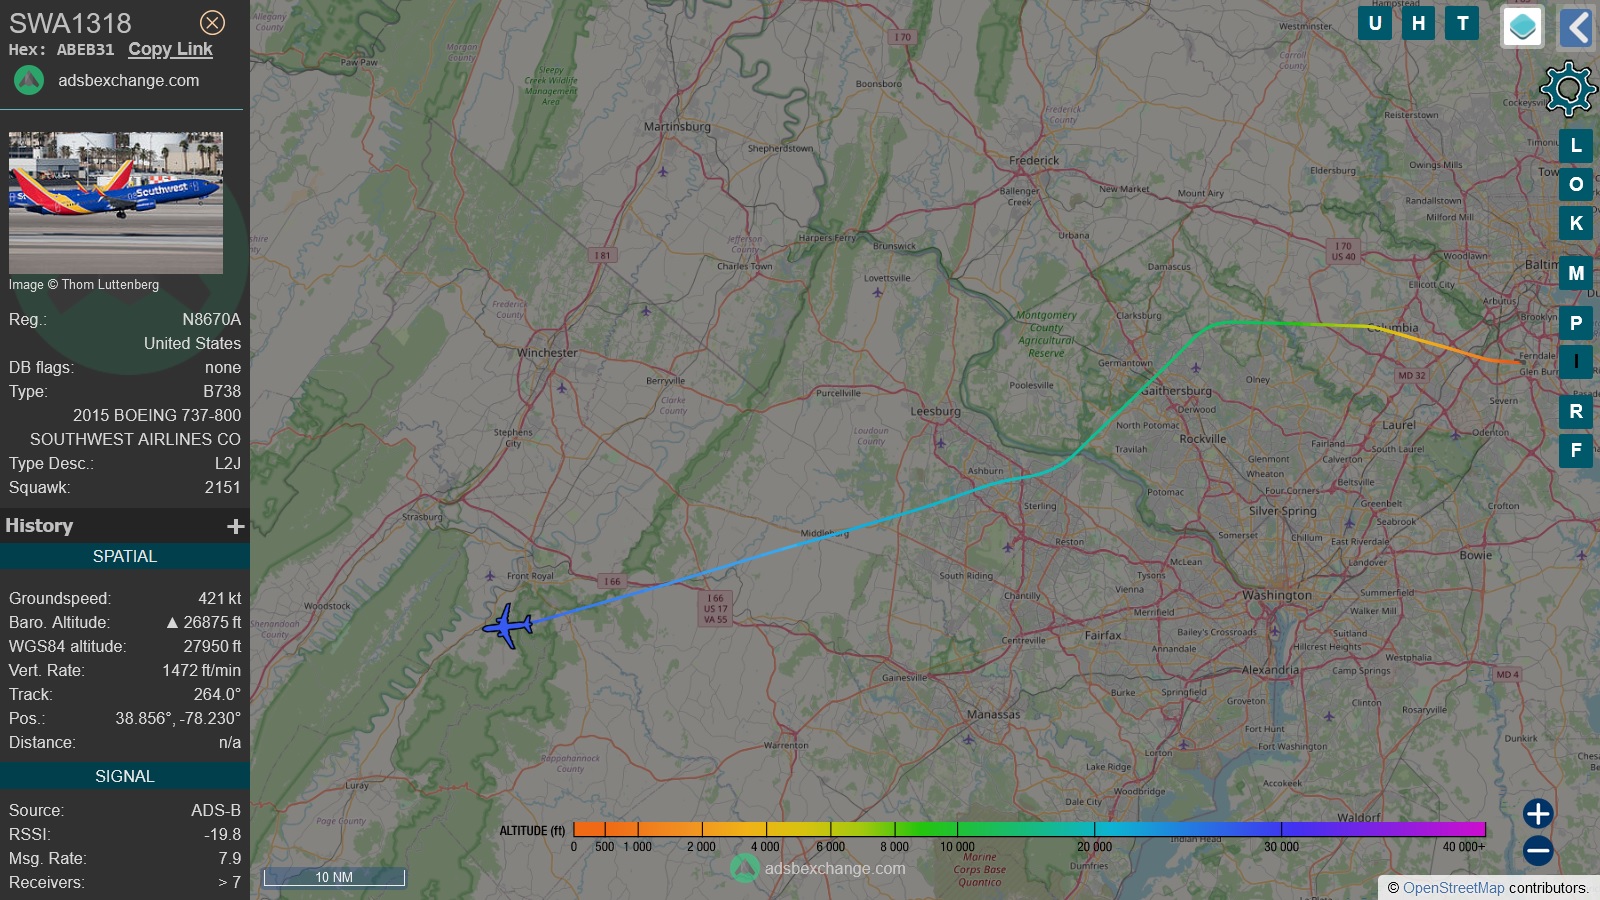 SWA1318
Hex: ABEB31 Copy Link
adsbexchange.com
Southwest
Image © Thom Luttenberg
Reg.: N8670A
United States
DB flags: none
Type: B738
2015 BOEING 737-800
SOUTHWEST AIRLINES CO
Type Desc.: L2J
Squawk: 2151
History +
SPATIAL
Groundspeed: 421 kt
Baro. Altitude: ▲ 26875 ft
WGS84 altitude: 27950 ft
Vert. Rate: 1472 ft/min
Track: 264.0°
Pos.: 38.856°, -78.230°
Distance: n/a
SIGNAL
Source: ADS-B
RSSI: -19.8
Msg. Rate: 7.9
Receivers: > 7
U H T
L
O
K
M
P
I
R
F
Allegany
County
Hampstead
Westminster
I 70
Morgan
County
Paw Paw
Carroll
County
Sleepy
Creek Wildlife
Management
Area
Boonsboro
Cockeysville
Reisterstown
Frederick
County
Martinsburg
Shepherdstown
Frederick
Owings Mills
Eldersburg
Ballenger
Creek
New Market
Mount Airy
Randallstown
Milford Mill
Harpers Ferry
Brunswick
Urbana
I 70
US 40
Woodlawn
Jefferson
County
Charles Town
I 81
Lovettsville
Damascus
Ellicott City
Arbutus
Frederick
County
Montgomery
County
Agricultural
Reserve
Clarksburg
Columbia
Brooklyn
Ferndale
Glen Burn
Winchester
Germantown
Gaithersburg
Olney
MD 32
Severn
Berryville
Clarke
County
Purcellville
Poolesville
Leesburg
Derwood
North Potomac
Rockville
Laurel
Odenton
Stephens
City
Loudoun
County
Travilah
Fairland
South Laurel
Calverton
Glenmont
Wheaton
Beltsville
Ashburn
Potomac
Four Corners
Greenbelt
Silver Spring
Crofton
Strasburg
Sterling
Seabrook
Middleburg
Reston
Somerset
Chillum
East Riverdale
Bowie
McLean
Landover
Front Royal
I 66
South Riding
Tysons
Vienna
Chantilly
Washington
Summerfield
Woodstock
Merrifield
Walker Mill
I 66
US 17
VA 55
Shenandoah
County
Centreville
Fairfax
Bailey's Crossroads
Suitland
Annandale
Hillcrest Heights
Westphalia
Gainesville
Alexandria
Camp Springs
MD 4
Burke
Springfield
Groveton
Clinton
Rosaryville
Manassas
Fort Hunt
Warrenton
Fort Washington
Dunkirk
Rappahannock
County
Lorton
Lake Ridge
Luray
Woodbridge
Accokeek
Dale City
Waldorf
Page County
ALTITUDE (ft)
0 500 1 000 2 000 4 000 6 000 8 000 10 000 20 000 30 000 40 000+
Indian Head
Marine
Corps Base
Quantico
Dumfries
adsbexchange.com
10 NM
© OpenStreetMap contributors.